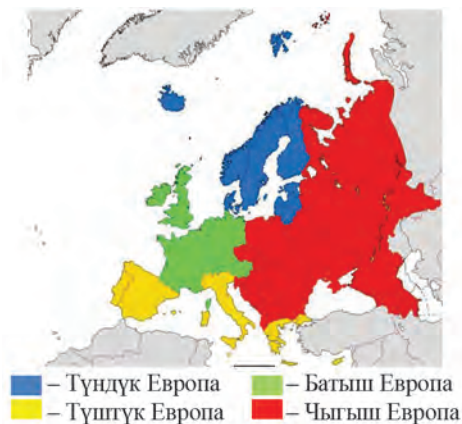 – Түндүк Европа – Батыш Европа
– Түштүк Европа – Чыгыш Европа